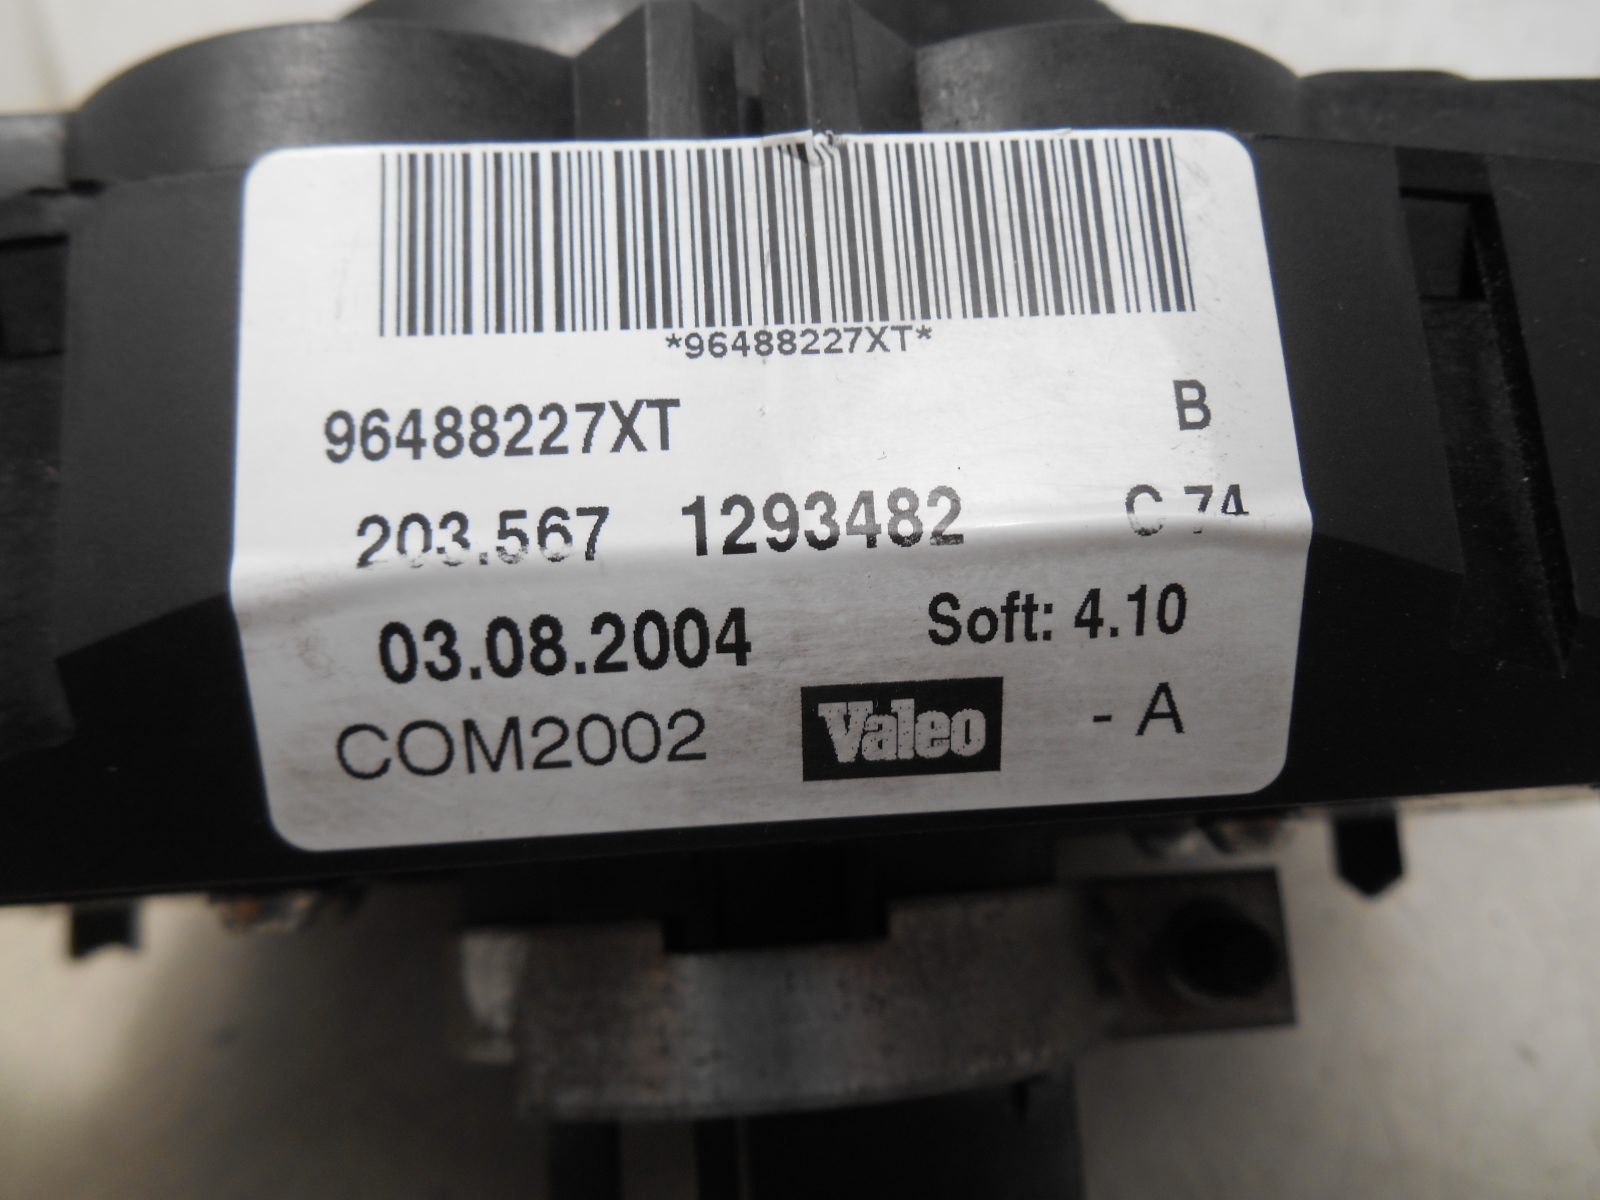 *96488227XT*
96488227XT B
203.567 1293482 C 74
03.08.2004 Soft: 4.10
COM2002 Valeo - A